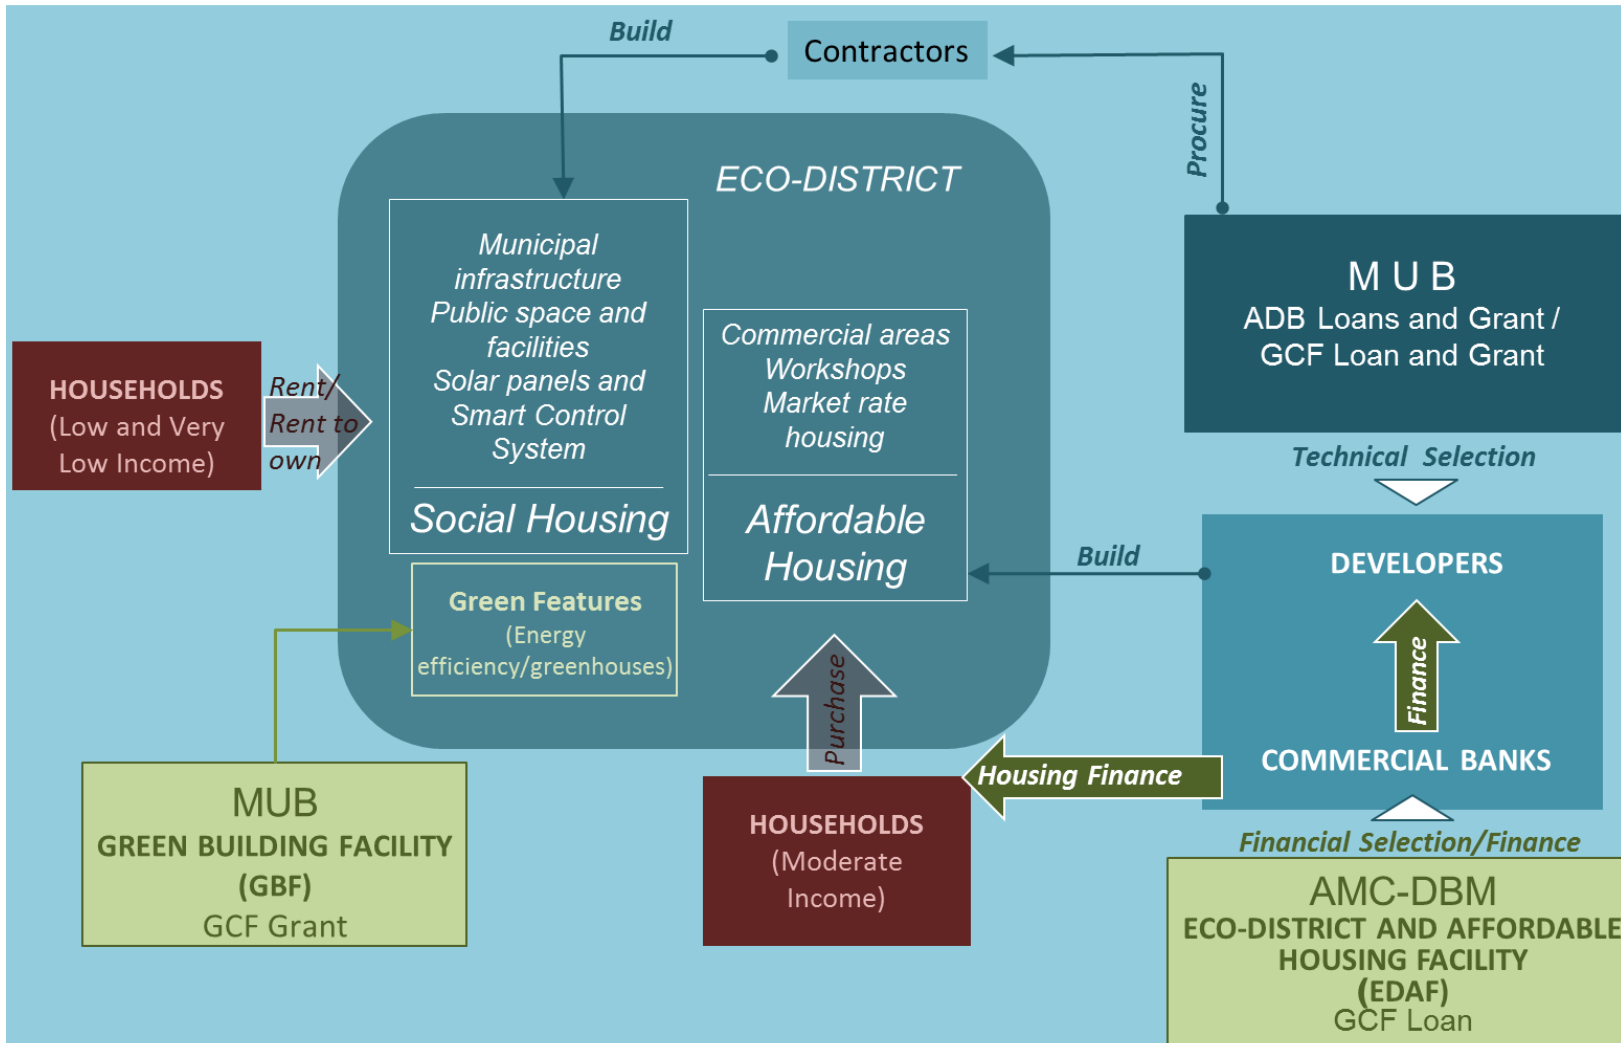 Build
Contractors
Procure
ECO-DISTRICT
Municipal
infrastructure
Public space and
facilities
Solar panels and
Smart Control
System
Social Housing
Commercial areas
Workshops
Market rate
housing
Affordable
Housing
M U B
ADB Loans and Grant /
GCF Loan and Grant
Technical Selection
HOUSEHOLDS
(Low and Very
Low Income)
Rent/
Rent to
own
Build
DEVELOPERS
Finance
COMMERCIAL BANKS
Green Features
(Energy
efficiency/greenhouses)
Purchase
Housing Finance
MUB
GREEN BUILDING FACILITY
(GBF)
GCF Grant
HOUSEHOLDS
(Moderate
Income)
Financial Selection/Finance
AMC-DBM
ECO-DISTRICT AND AFFORDABLE
HOUSING FACILITY
(EDAF)
GCF Loan